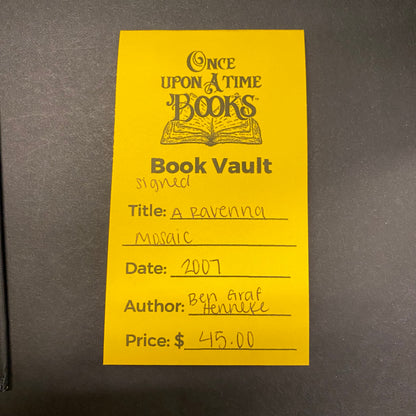 ONCE
UPON A TIME
BOOKS
Book Vault
signed
Title: A Ravenna
Mosaic
Date: 2007
Author: Ben Graf
Henneke
Price: $ 45.00